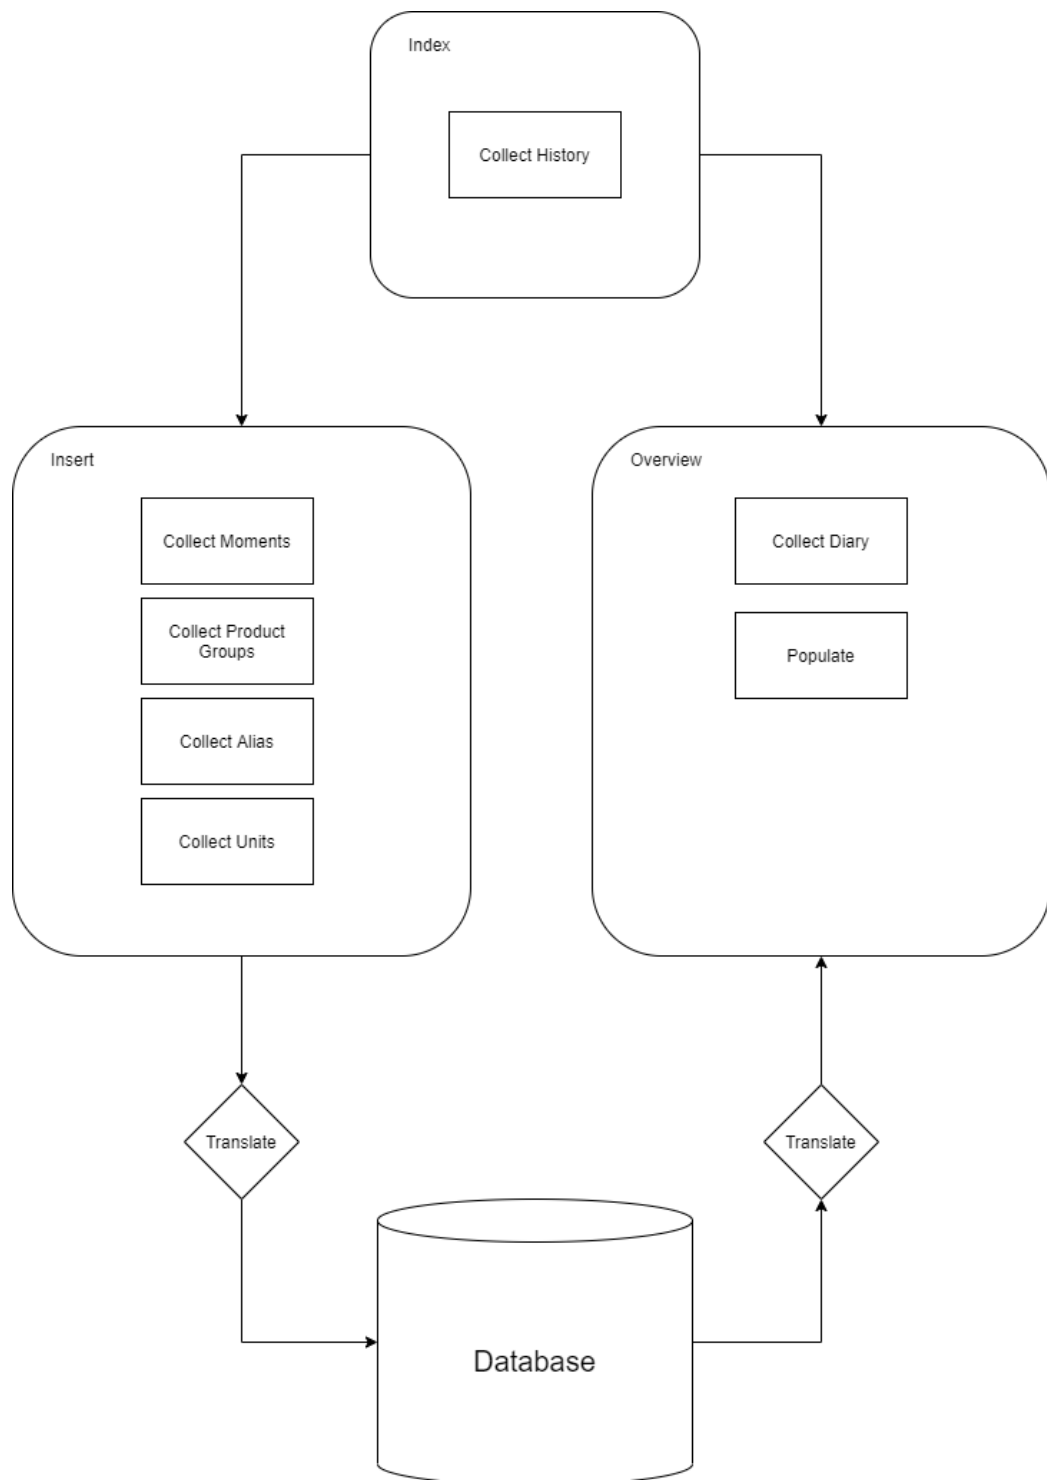 Index
Collect History
Insert
Overview
Collect Moments
Collect Diary
Collect Product
Groups
Populate
Collect Alias
Collect Units
Translate
Translate
Database